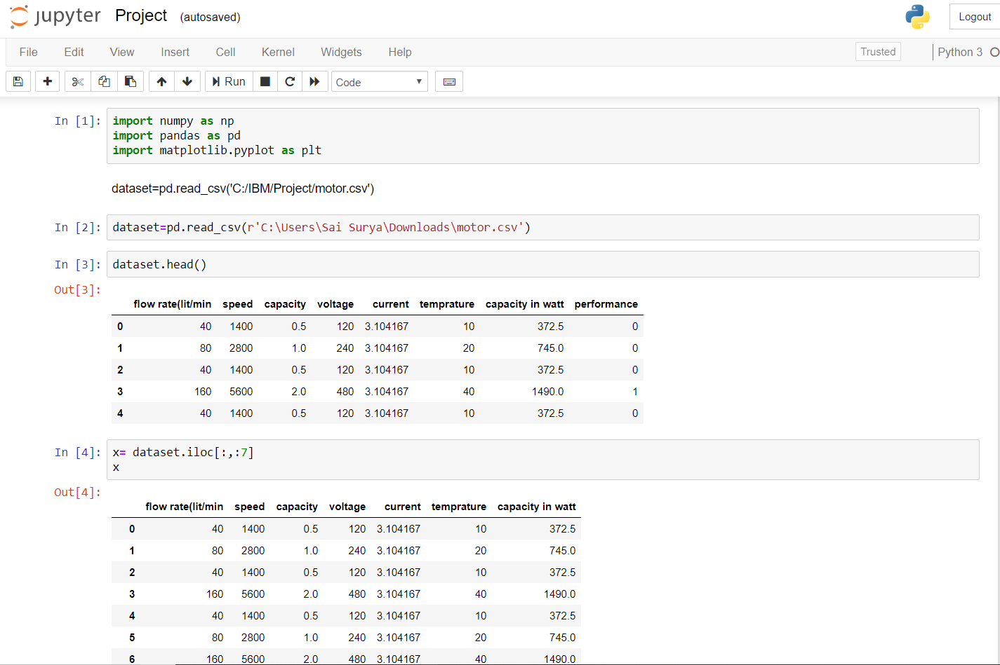 jupyter Project (autosaved) Logout
File Edit View Insert Cell Kernel Widgets Help Trusted Python 3
Run Code
In [1]: import numpy as np
import pandas as pd
import matplotlib.pyplot as plt
dataset=pd.read_csv('C:/IBM/Project/motor.csv')
In [2]: dataset=pd.read_csv(r'C:\Users\Sai Surya\Downloads\motor.csv')
In [3]: dataset.head()
Out[3]:
flow rate(lit/min speed capacity voltage current temprature capacity in watt performance
0 40 1400 0.5 120 3.104167 10 372.5 0
1 80 2800 1.0 240 3.104167 20 745.0 0
2 40 1400 0.5 120 3.104167 10 372.5 0
3 160 5600 2.0 480 3.104167 40 1490.0 1
4 40 1400 0.5 120 3.104167 10 372.5 0
In [4]: x= dataset.iloc[:,:7]
x
Out[4]:
flow rate(lit/min speed capacity voltage current temprature capacity in watt
0 40 1400 0.5 120 3.104167 10 372.5
1 80 2800 1.0 240 3.104167 20 745.0
2 40 1400 0.5 120 3.104167 10 372.5
3 160 5600 2.0 480 3.104167 40 1490.0
4 40 1400 0.5 120 3.104167 10 372.5
5 80 2800 1.0 240 3.104167 20 745.0
6 160 5600 2.0 480 3.104167 40 1490.0